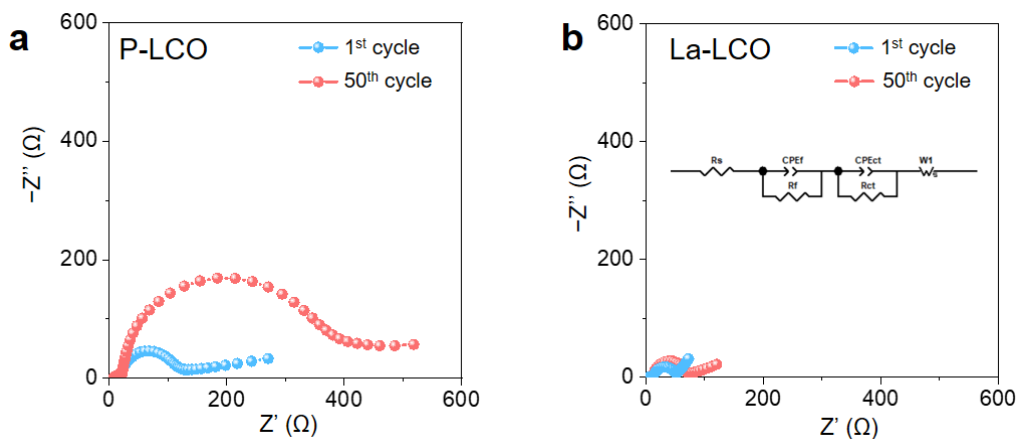 a
P-LCO
1st cycle
50th cycle
600
400
200
0
−Z’’ (Ω)
0
200
400
600
Z’ (Ω)
b
La-LCO
1st cycle
50th cycle
600
400
200
0
−Z’’ (Ω)
Rs
CPEf
CPEct
W1
s
Rf
Rct
0
200
400
600
Z’ (Ω)